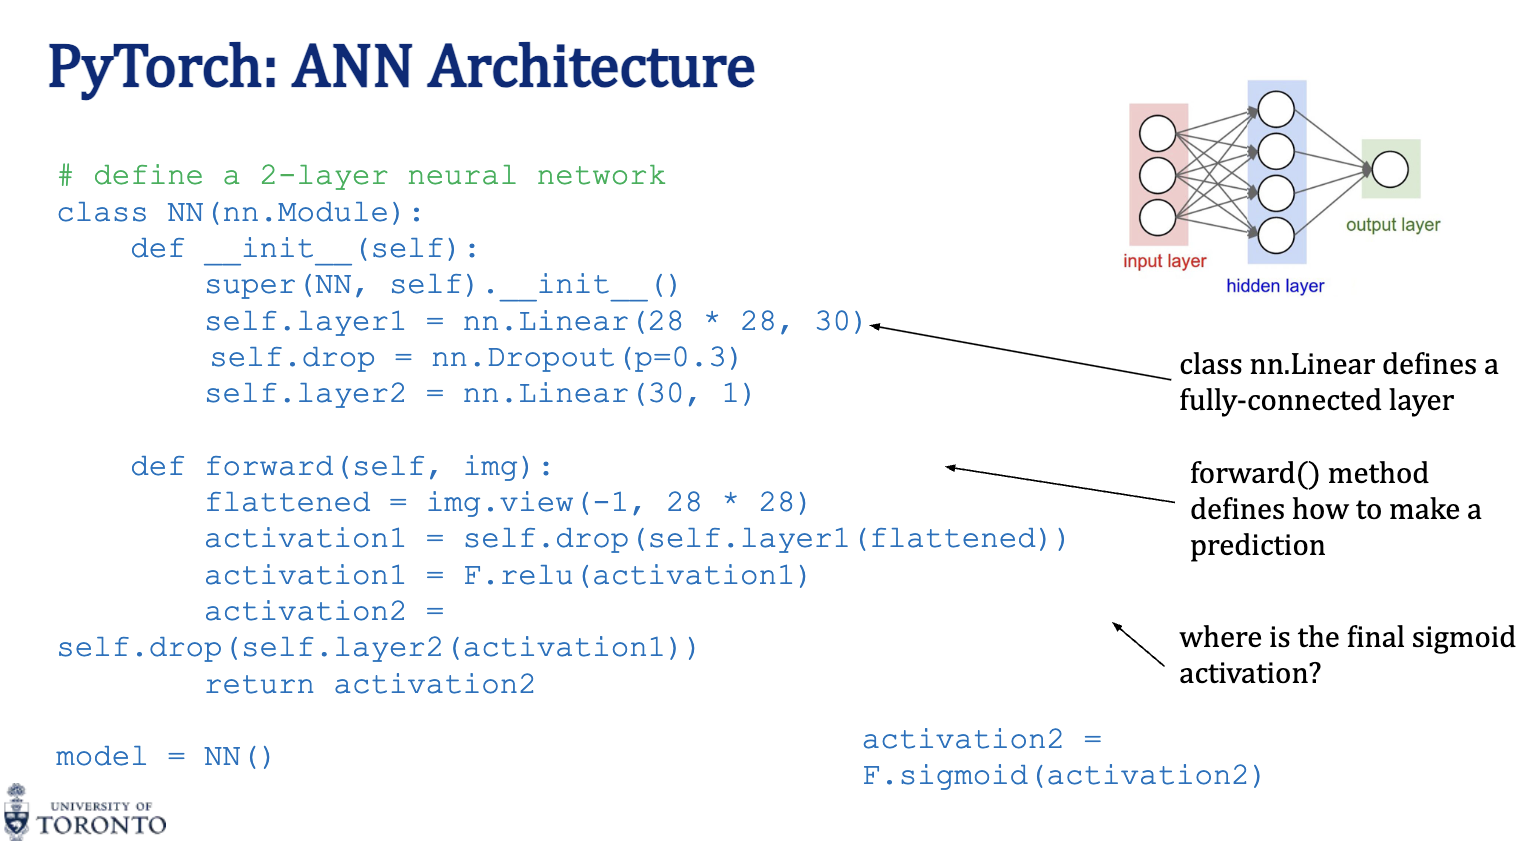 PyTorch: ANN Architecture
# define a 2-layer neural network
class NN(nn.Module):
    def __init__(self):
        super(NN, self).__init__()
        self.layer1 = nn.Linear(28 * 28, 30)
        self.drop = nn.Dropout(p=0.3)
        self.layer2 = nn.Linear(30, 1)
    def forward(self, img):
        flattened = img.view(-1, 28 * 28)
        activation1 = self.drop(self.layer1(flattened))
        activation1 = F.relu(activation1)
        activation2 =
self.drop(self.layer2(activation1))
        return activation2
model = NN()
input layer
hidden layer
output layer
class nn.Linear defines a
fully-connected layer
forward() method
defines how to make a
prediction
where is the final sigmoid
activation?
activation2 =
F.sigmoid(activation2)
UNIVERSITY OF
TORONTO